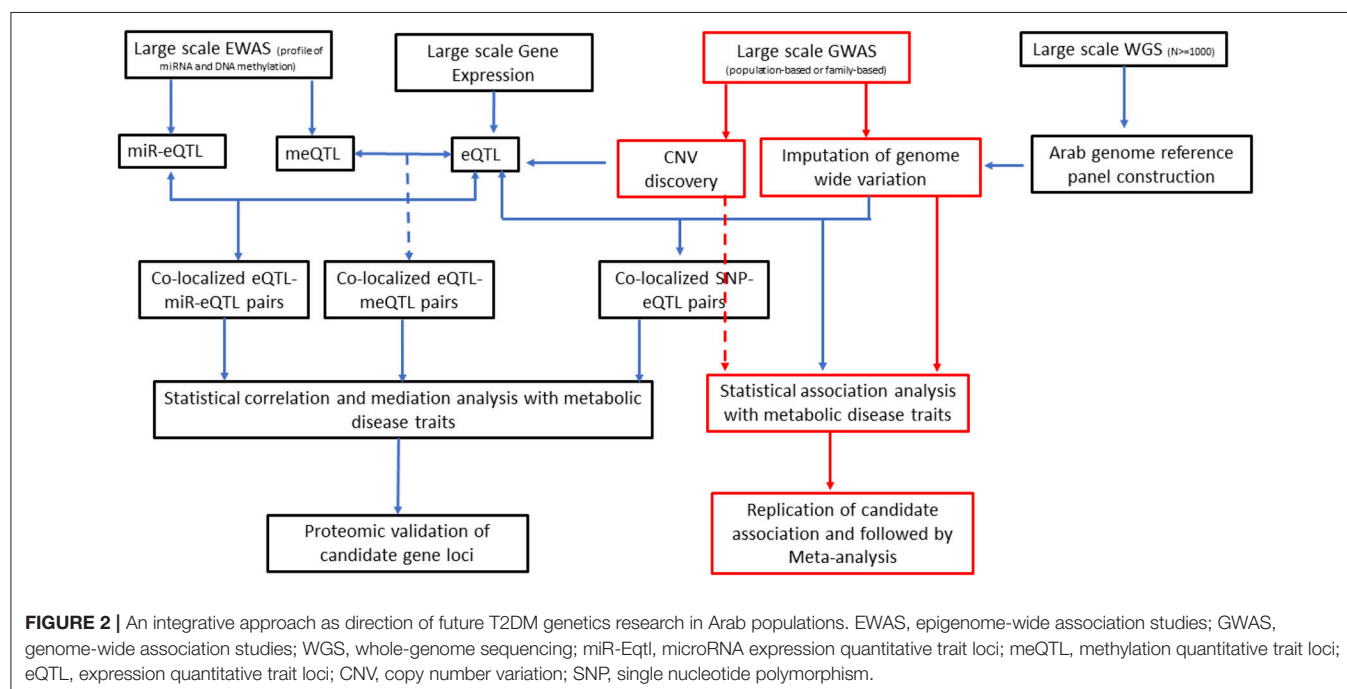 Large scale EWAS (profile of
miRNA and DNA methylation)
Large scale Gene
Expression
Large scale GWAS
(population-based or family-based)
Large scale WGS (N>=1000)
miR-eQTL
meQTL
eQTL
CNV
discovery
Imputation of genome
wide variation
Arab genome reference
panel construction
Co-localized eQTL-
miR-eQTL pairs
Co-localized eQTL-
meQTL pairs
Co-localized SNP-
eQTL pairs
Statistical correlation and mediation analysis with metabolic
disease traits
Statistical association analysis
with metabolic disease traits
Proteomic validation of
candidate gene loci
Replication of candidate
association and followed by
Meta-analysis
FIGURE 2 | An integrative approach as direction of future T2DM genetics research in Arab populations. EWAS, epigenome-wide association studies; GWAS,
genome-wide association studies; WGS, whole-genome sequencing; miR-Eqtl, microRNA expression quantitative trait loci; meQTL, methylation quantitative trait loci;
eQTL, expression quantitative trait loci; CNV, copy number variation; SNP, single nucleotide polymorphism.